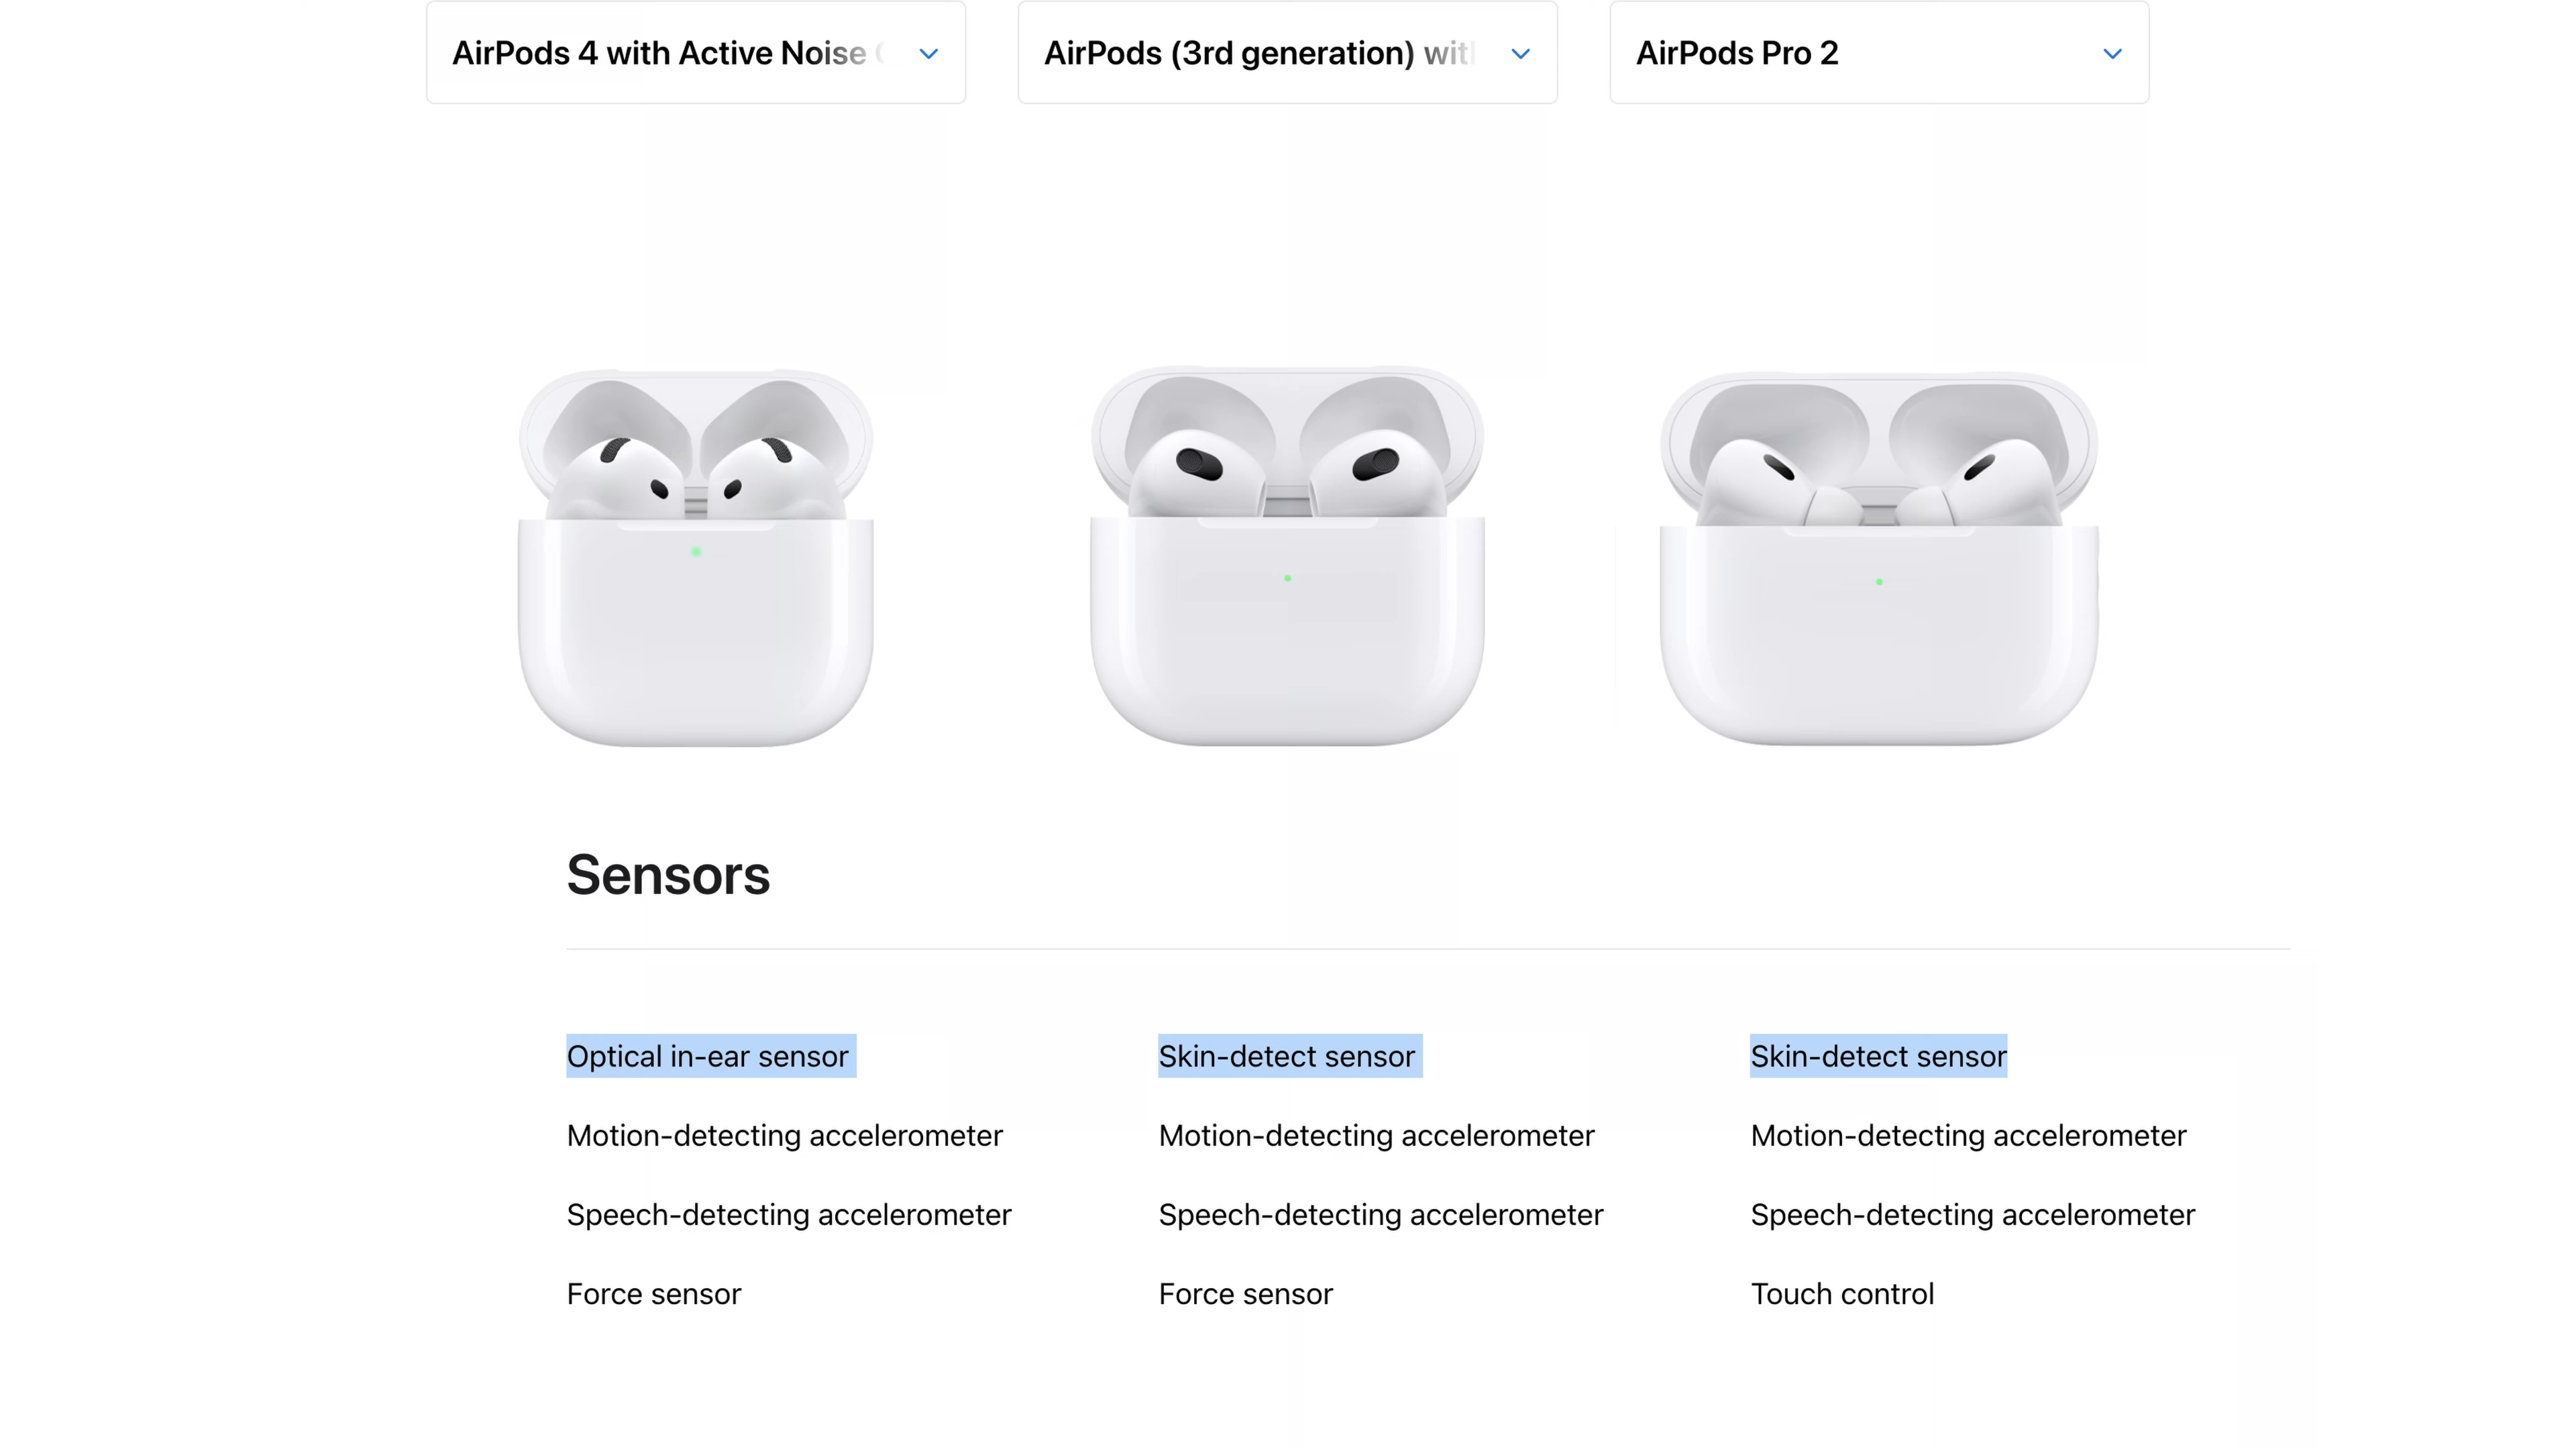 AirPods 4 with Active Noise
AirPods (3rd generation) wit
AirPods Pro 2
Sensors
Optical in-ear sensor
Skin-detect sensor
Skin-detect sensor
Motion-detecting accelerometer
Motion-detecting accelerometer
Motion-detecting accelerometer
Speech-detecting accelerometer
Speech-detecting accelerometer
Speech-detecting accelerometer
Force sensor
Force sensor
Touch control